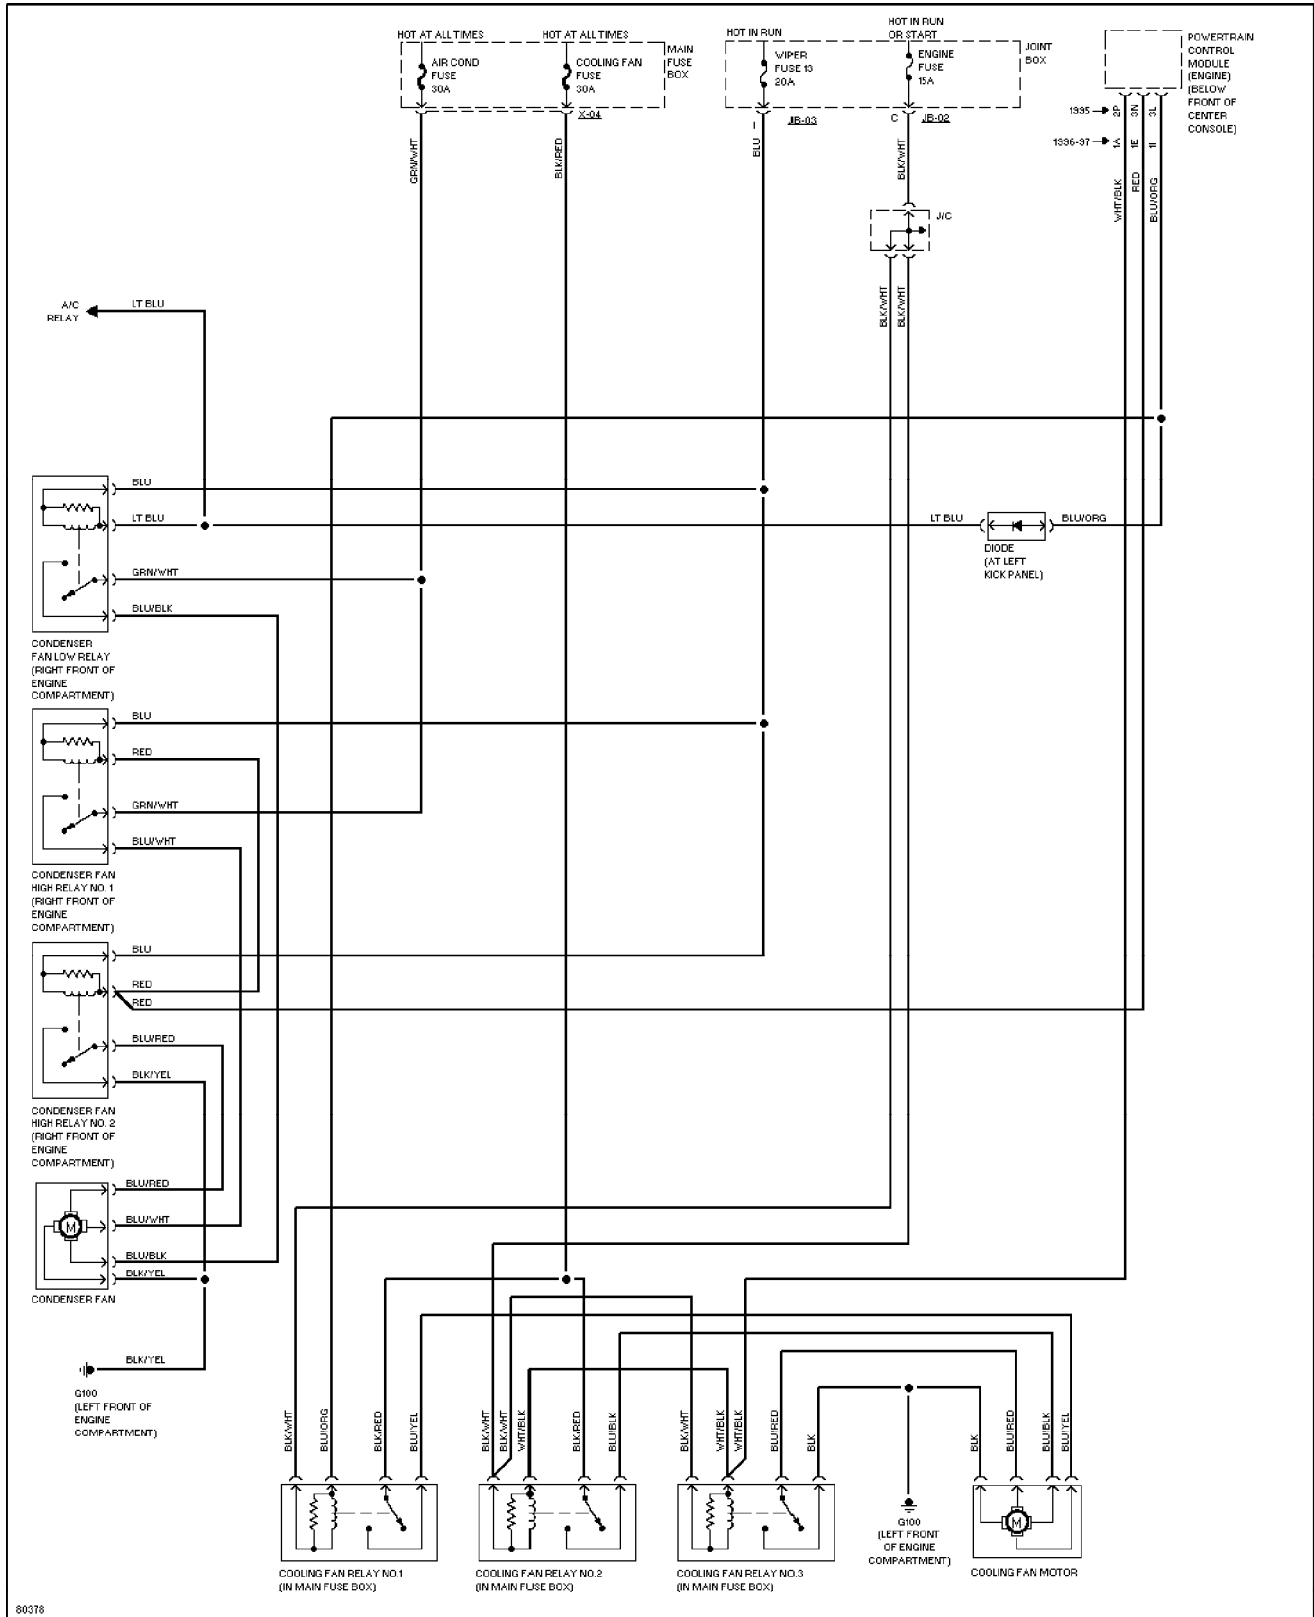 HOT AT ALL TIMES
HOT AT ALL TIMES
HOT IN RUN
HOT IN RUN
OR START
AIR COND
FUSE
30A
COOLING FAN
FUSE
30A
MAIN
FUSE
BOX
WIPER
FUSE 13
20A
ENGINE
FUSE
15A
JOINT
BOX
POWERTRAIN
CONTROL
MODULE
(ENGINE)
(BELOW
FRONT OF
CENTER
CONSOLE)
X-04
I
JB-03
C
JB-02
1995
2P
3N
3L
1996-97
1A
1E
1I
GRN/WHT
BLK/RED
BLU
BLK/WHT
WHT/BLK
RED
BLU/ORG
J/C
BLK/WHT
BLK/WHT
A/C
RELAY
LT BLU
BLU
LT BLU
GRN/WHT
BLU/BLK
CONDENSER
FAN LOW RELAY
(RIGHT FRONT OF
ENGINE
COMPARTMENT)
LT BLU
BLU/ORG
DIODE
(AT LEFT
KICK PANEL)
BLU
RED
GRN/WHT
BLU/WHT
CONDENSER FAN
HIGH RELAY NO. 1
(RIGHT FRONT OF
ENGINE
COMPARTMENT)
BLU
RED
RED
BLU/RED
BLK/YEL
CONDENSER FAN
HIGH RELAY NO. 2
(RIGHT FRONT OF
ENGINE
COMPARTMENT)
BLU/RED
BLU/WHT
BLU/BLK
BLK/YEL
M
CONDENSER FAN
BLK/YEL
G100
(LEFT FRONT OF
ENGINE
COMPARTMENT)
BLK/WHT
BLU/ORG
BLK/RED
BLU/YEL
BLK/WHT
BLK/WHT
WHT/BLK
BLK/RED
BLU/BLK
BLK/WHT
WHT/BLK
WHT/BLK
BLU/RED
BLK
BLK
BLU/RED
BLU/BLK
BLU/YEL
COOLING FAN RELAY NO.1
(IN MAIN FUSE BOX)
COOLING FAN RELAY NO.2
(IN MAIN FUSE BOX)
COOLING FAN RELAY NO.3
(IN MAIN FUSE BOX)
G100
(LEFT FRONT
OF ENGINE
COMPARTMENT)
M
COOLING FAN MOTOR
80378